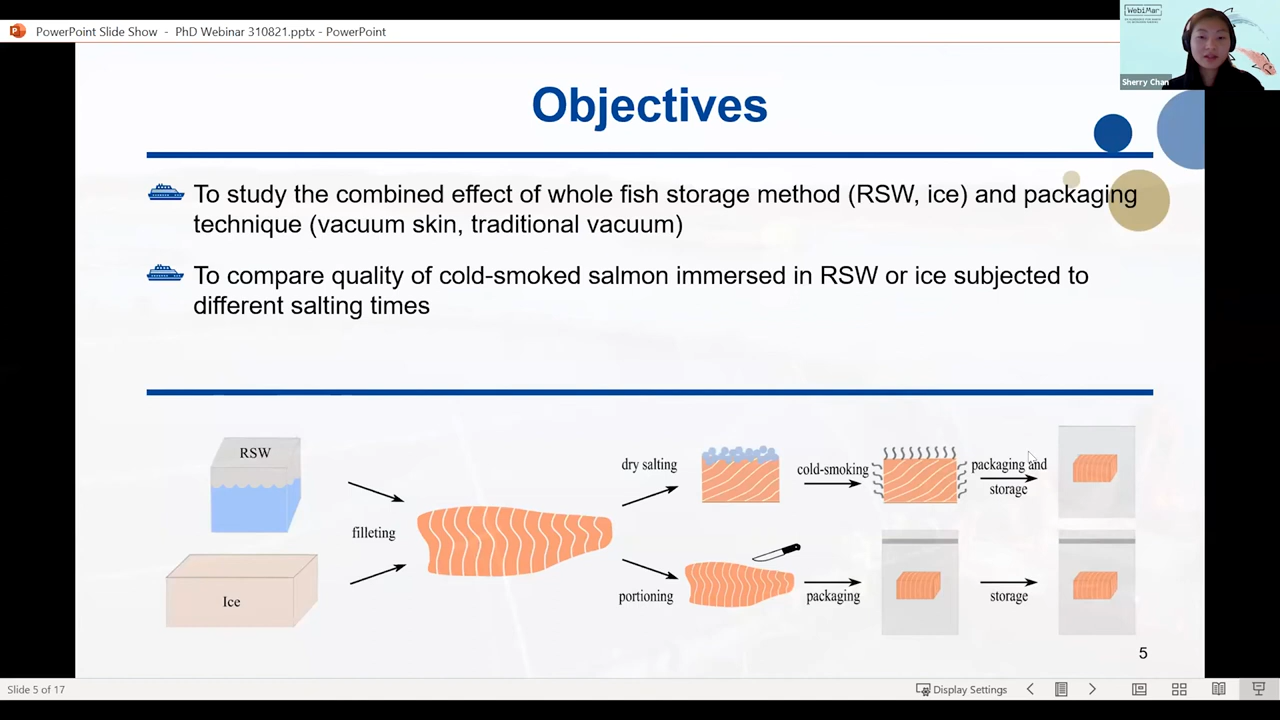 PowerPoint Slide Show - PhD Webinar 310821.pptx - PowerPoint
WebiMar
Sherry Chan
Objectives
To study the combined effect of whole fish storage method (RSW, ice) and packaging
technique (vacuum skin, traditional vacuum)
To compare quality of cold-smoked salmon immersed in RSW or ice subjected to
different salting times
RSW
Ice
filleting
dry salting
cold-smoking
packaging and
storage
portioning
packaging
storage
5
Slide 5 of 17
Display Settings